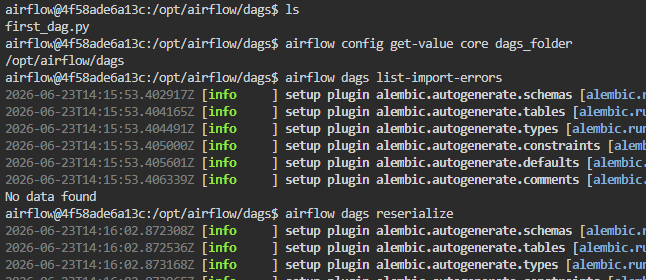 airflow@4f58ade6a13c:/opt/airflow/dags$ ls
first_dag.py
airflow@4f58ade6a13c:/opt/airflow/dags$ airflow config get-value core dags_folder
/opt/airflow/dags
airflow@4f58ade6a13c:/opt/airflow/dags$ airflow dags list-import-errors
2026-06-23T14:15:53.402917Z [info     ] setup plugin alembic.autogenerate.schemas [alembic.r
2026-06-23T14:15:53.404165Z [info     ] setup plugin alembic.autogenerate.tables [alembic.ru
2026-06-23T14:15:53.404491Z [info     ] setup plugin alembic.autogenerate.types [alembic.run
2026-06-23T14:15:53.405000Z [info     ] setup plugin alembic.autogenerate.constraints [alemb
2026-06-23T14:15:53.405601Z [info     ] setup plugin alembic.autogenerate.defaults [alembic.
2026-06-23T14:15:53.406339Z [info     ] setup plugin alembic.autogenerate.comments [alembic.
No data found
airflow@4f58ade6a13c:/opt/airflow/dags$ airflow dags reserialize
2026-06-23T14:16:02.872308Z [info     ] setup plugin alembic.autogenerate.schemas [alembic.r
2026-06-23T14:16:02.872536Z [info     ] setup plugin alembic.autogenerate.tables [alembic.ru
2026-06-23T14:16:02.873168Z [info     ] setup plugin alembic.autogenerate.types [alembic.run